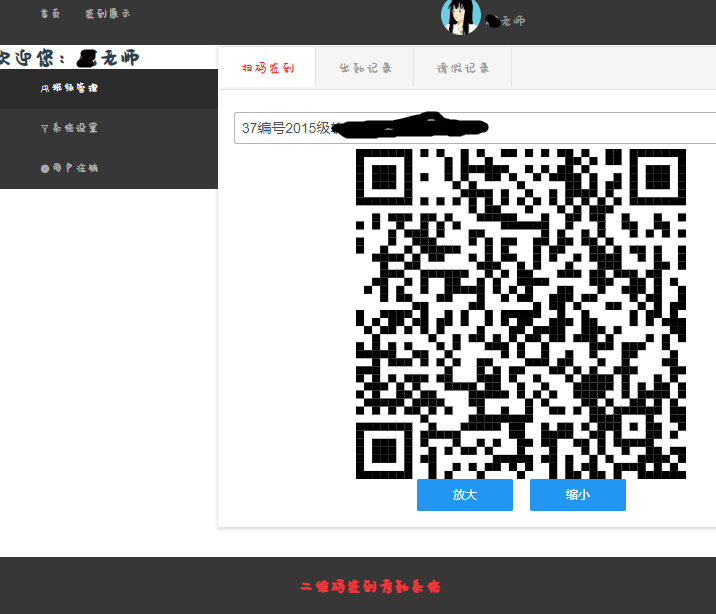 首页 签到展示
老师
欢迎您： 老师
班级管理
系统设置
用户注销
扫码签到 出勤记录 请假记录
37编号2015级
放大 缩小
二维码签到考勤系统